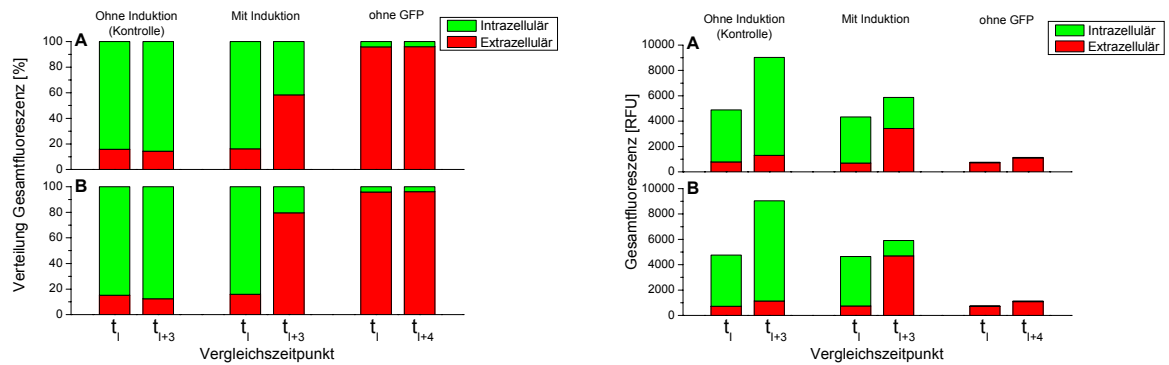 Ohne Induktion
(Kontrolle)
Mit Induktion
ohne GFP
Intrazellulär
Extrazellulär
A
100
80
60
40
20
0
B
100
80
60
40
20
0
Verteilung Gesamtfluoreszenz [%]
tI
tI+3
tI
tI+3
tI
tI+4
Vergleichszeitpunkt
Ohne Induktion
(Kontrolle)
Mit Induktion
ohne GFP
Intrazellulär
Extrazellulär
A
10000
8000
6000
4000
2000
0
B
10000
8000
6000
4000
2000
0
Gesamtfluoreszenz [RFU]
tI
tI+3
tI
tI+3
tI
tI+4
Vergleichszeitpunkt